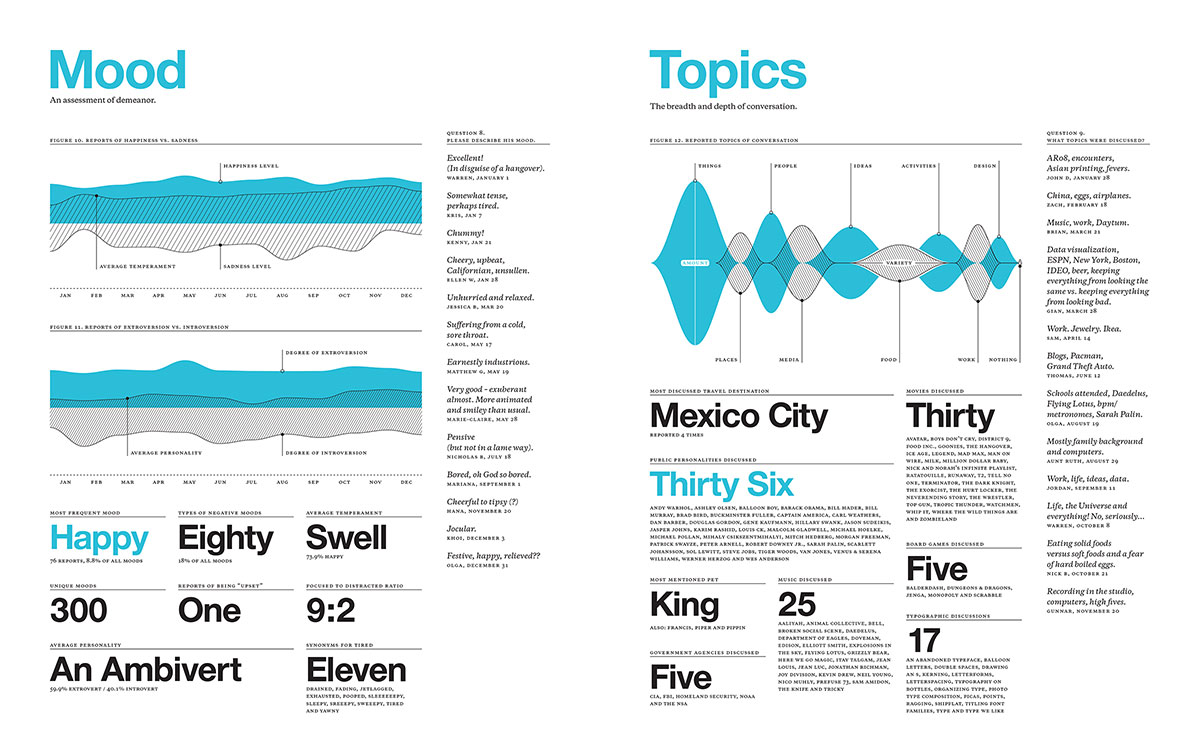 Mood
An assessment of demeanor.
FIGURE 10. REPORTS OF HAPPINESS VS. SADNESS
HAPPINESS LEVEL
AVERAGE TEMPERAMENT
SADNESS LEVEL
JAN FEB MAR APR MAY JUN JUL AUG SEP OCT NOV DEC
FIGURE 11. REPORTS OF EXTROVERSION VS. INTROVERSION
DEGREE OF EXTROVERSION
AVERAGE PERSONALITY
DEGREE OF INTROVERSION
JAN FEB MAR APR MAY JUN JUL AUG SEP OCT NOV DEC
MOST FREQUENT MOOD
Happy
76 REPORTS, 8.8% OF ALL MOODS
TYPES OF NEGATIVE MOODS
Eighty
18% OF ALL MOODS
AVERAGE TEMPERAMENT
Swell
73.9% HAPPY
UNIQUE MOODS
300
REPORTS OF BEING "UPSET"
One
FOCUSED TO DISTRACTED RATIO
9:2
AVERAGE PERSONALITY
An Ambivert
59.9% EXTROVERT / 40.1% INTROVERT
SYNONYMS FOR TIRED
Eleven
DRAINED, FADING, JETLAGGED,
EXHAUSTED, POOPED, SLEEEEEPY,
SLEEPY, SREEEPY, SWEEEPY, TIRED
AND YAWNY
QUESTION 8.
PLEASE DESCRIBE HIS MOOD.
Excellent!
(In disguise of a hangover).
WARREN, JANUARY 1
Somewhat tense,
perhaps tired.
KRIS, JAN 7
Chummy!
KENNY, JAN 21
Cheery, upbeat,
Californian, unsullen.
ELLEN W, JAN 28
Unhurried and relaxed.
JESSICA B, MAR 20
Suffering from a cold,
sore throat.
CAROL, MAY 17
Earnestly industrious.
MATTHEW G, MAY 19
Very good – exuberant
almost. More animated
and smiley than usual.
MARIE-CLAIRE, MAY 28
Pensive
(but not in a lame way).
NICHOLAS B, JULY 18
Bored, oh God so bored.
MARIANA, SEPTEMBER 1
Cheerful to tipsy (?)
HANA, NOVEMBER 20
Jocular.
KHOI, DECEMBER 3
Festive, happy, relieved??
OLGA, DECEMBER 31
Topics
The breadth and depth of conversation.
FIGURE 12. REPORTED TOPICS OF CONVERSATION
THINGS PEOPLE IDEAS ACTIVITIES DESIGN
AMOUNT
VARIETY
PLACES MEDIA FOOD WORK NOTHING
MOST DISCUSSED TRAVEL DESTINATION
Mexico City
REPORTED 4 TIMES
PUBLIC PERSONALITIES DISCUSSED
Thirty Six
ANDY WARHOL, ASHLEY OLSEN, BALLOON BOY, BARACK OBAMA, BILL HADER, BILL
MURRAY, BRAD BIRD, BUCKMINSTER FULLER, CAPTAIN AMERICA, CARL WEATHERS,
DAN BARBER, DOUGLAS GORDON, GENE KAUFMANN, HILLARY SWANK, JASON SUDEIKIS,
JASPER JOHNS, KARIM RASHID, LOUIS CK, MALCOLM GLADWELL, MICHAEL HOELKE,
MICHAEL POLLAN, MIHALY CSIKSZENTMIHALYI, MITCH HEDBERG, MORGAN FREEMAN,
PATRICK SWAYZE, PETER ARNELL, ROBERT DOWNEY JR., SARAH PALIN, SCARLETT
JOHANSSON, SOL LEWITT, STEVE JOBS, TIGER WOODS, VAN JONES, VENUS & SERENA
WILLIAMS, WERNER HERZOG AND WES ANDERSON
MOST MENTIONED PET
King
ALSO: FRANCIS, PIPER AND PIPPIN
GOVERNMENT AGENCIES DISCUSSED
Five
CIA, FBI, HOMELAND SECURITY, NOAA
AND THE NSA
MUSIC DISCUSSED
25
AALIYAH, ANIMAL COLLECTIVE, BELL,
BROKEN SOCISL SCENE, DAEDELUS,
DEPARTMENT OF EAGLES, DOVEMAN,
EDISON, ELLIOTT SMITH, EXPLOSIONS IN
THE SKY, FLYING LOTUS, GRIZZLY BEAR,
HERE WE GO MAGIC, ITAY TALGAM, JEAN
LOUIS, JEAN LUC, JONATHAN RICHMAN,
JOY DIVISION, KEVIN DREW, NEIL YOUNG,
NICO MUHLY, PREFUSE 73, SAM AMIDON,
THE KNIFE AND TRICKY
MOVIES DISCUSSED
Thirty
AVATAR, BOYS DON'T CRY, DISTRICT 9,
FOOD INC., GOONIES, THE HANGOVER,
ICE AGE, LEGEND, MAD MAX, MAN ON
WIRE, MILK, MILLION DOLLAR BABY,
NICK AND NORAH'S INFINITE PLAYLIST,
RATATOUILLE, RUNAWAY, T2, TELL NO
ONE, TERMINATOR, THE DARK KNIGHT,
THE EXORCIST, THE HURT LOCKER, THE
NEVERENDING STORY, THE WRESTLER,
TOP GUN, TROPIC THUNDER, WATCHMEN,
WHIP IT, WHERE THE WILD THINGS ARE
AND ZOMBIELAND
BOARD GAMES DISCUSSED
Five
BALDERDASH, DUNGEONS & DRAGONS,
JENGA, MONOPOLY AND SCRABBLE
TYPOGRAPHIC DISCUSSIONS
17
AN ABANDONED TYPEFACE, BALLOON
LETTERS, DOUBLE SPACES, DRAWING
AN S, KERNING, LETTERFORMS,
LETTERSPACING, TYPOGRAPHY ON
BOTTLES, ORGANIZING TYPE, PHOTO
TYPE COMPOSITION, PICAS, POINTS,
RAGGING, SHIPFLAT, TITLING FONT
FAMILIES, TYPE AND TYPE WE LIKE
QUESTION 9.
WHAT TOPICS WERE DISCUSSED?
AR08, encounters,
Asian printing, fevers.
JOHN D, JANUARY 28
China, eggs, airplanes.
ZACH, FEBRUARY 18
Music, work, Daytum.
BRIAN, MARCH 21
Data visualization,
ESPN, New York, Boston,
IDEO, beer, keeping
everything from looking the
same vs. keeping everything
from looking bad.
GIAN, MARCH 28
Work. Jewelry. Ikea.
SAM, APRIL 14
Blogs, Pacman,
Grand Theft Auto.
THOMAS, JUNE 12
Schools attended, Daedelus,
Flying Lotus, bpm/
metronomes, Sarah Palin.
OLGA, AUGUST 19
Mostly family background
and computers.
AUNT RUTH, AUGUST 29
Work, life, ideas, data.
JORDAN, SEPEMBER 11
Life, the Universe and
everything! No, seriously...
WARREN, OCTOBER 8
Eating solid foods
versus soft foods and a fear
of hard boiled eggs.
NICK B, OCTOBER 21
Recording in the studio,
computers, high fives.
GUNNAR, NOVEMBER 20